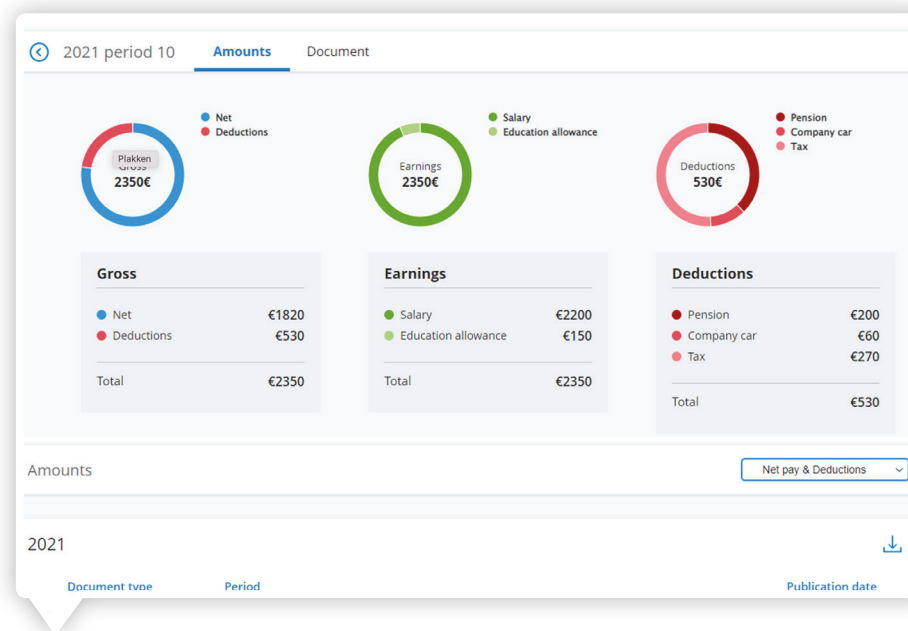 2021 period 10 Amounts Document
Net
Deductions
Plakken
2350€
Salary
Education allowance
Earnings
2350€
Pension
Company car
Tax
Deductions
530€
Gross
Net €1820
Deductions €530
Total €2350
Earnings
Salary €2200
Education allowance €150
Total €2350
Deductions
Pension €200
Company car €60
Tax €270
Total €530
Amounts Net pay & Deductions
2021
Document type Period Publication date